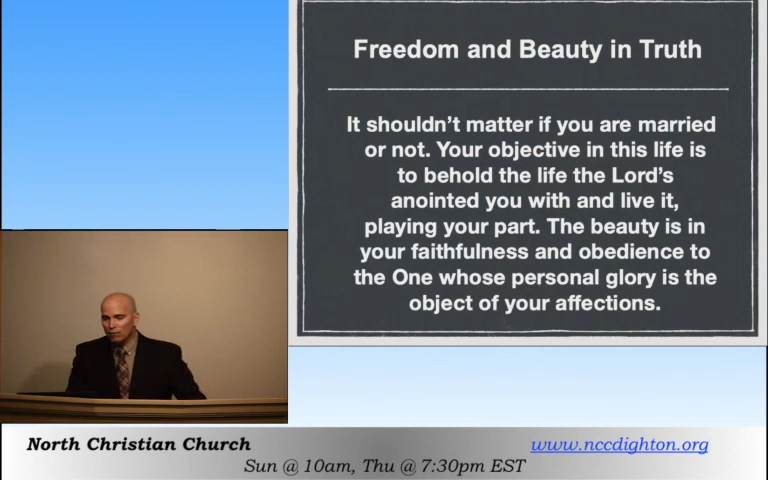 Freedom and Beauty in Truth
It shouldn't matter if you are married
or not. Your objective in this life is
to behold the life the Lord's
anointed you with and live it,
playing your part. The beauty is in
your faithfulness and obedience to
the One whose personal glory is the
object of your affections.
North Christian Church
www.nccdighton.org
Sun @ 10am, Thu @ 7:30pm EST